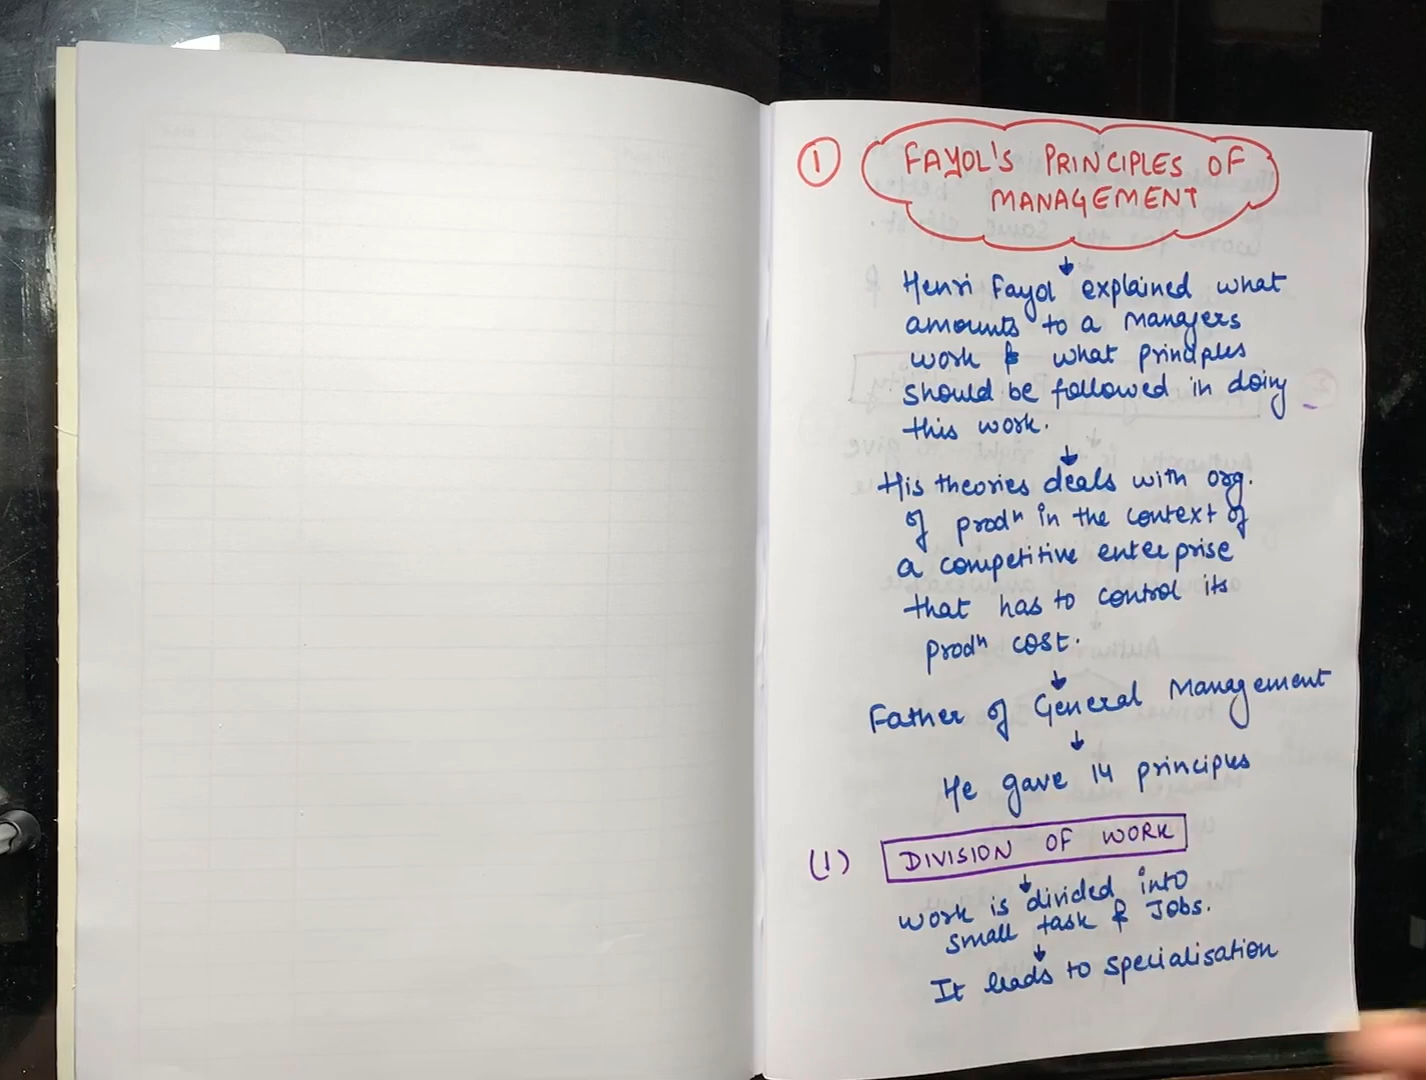 1 FAYOL'S PRINCIPLES OF
MANAGEMENT
Henri Fayol explained what
amounts to a managers
work & what principles
should be followed in doing
this work.
His theories deals with org.
of prodⁿ in the context of
a competitive enterprise
that has to control its
prodⁿ cost.
Father of General Management
He gave 14 principles
(1) DIVISION OF WORK
work is divided into
small task & Jobs.
It leads to specialisation